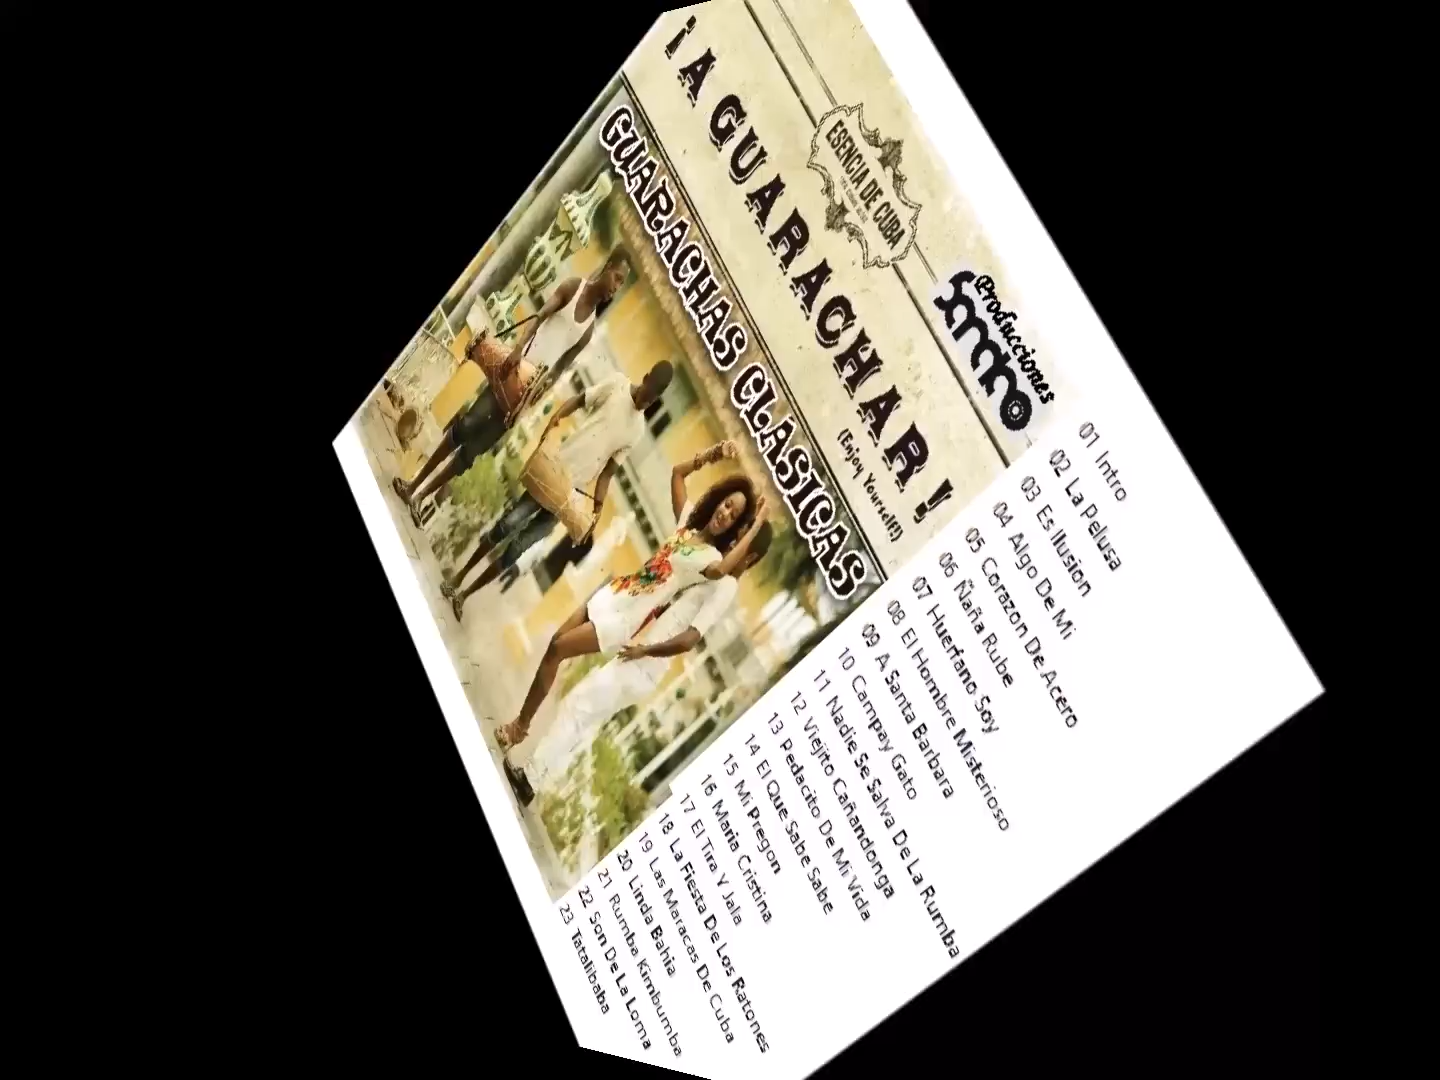 ¡A GUARACHAR!
(Enjoy Yourself!)
ESENCIA DE CUBA
GUARACHAS CLÁSICAS
Producciones
Sonoro
01 Intro
02 La Pelusa
03 Es Ilusion
04 Algo De Mi
05 Corazon De Acero
06 Ñaña Rube
07 Huerfano Soy
08 El Hombre Misterioso
09 A Santa Barbara
10 Campay Gato
11 Nadie Se Salva De La Rumba
12 Viejito Cañandonga
13 Pedacito De Mi Vida
14 El Que Sabe Sabe
15 Mi Pregon
16 Maria Cristina
17 El Tira Y Jala
18 La Fiesta De Los Ratones
19 Las Maracas De Cuba
20 Linda Bahia
21 Rumba Kimbumba
22 Son De La Loma
23 Tatalibaba